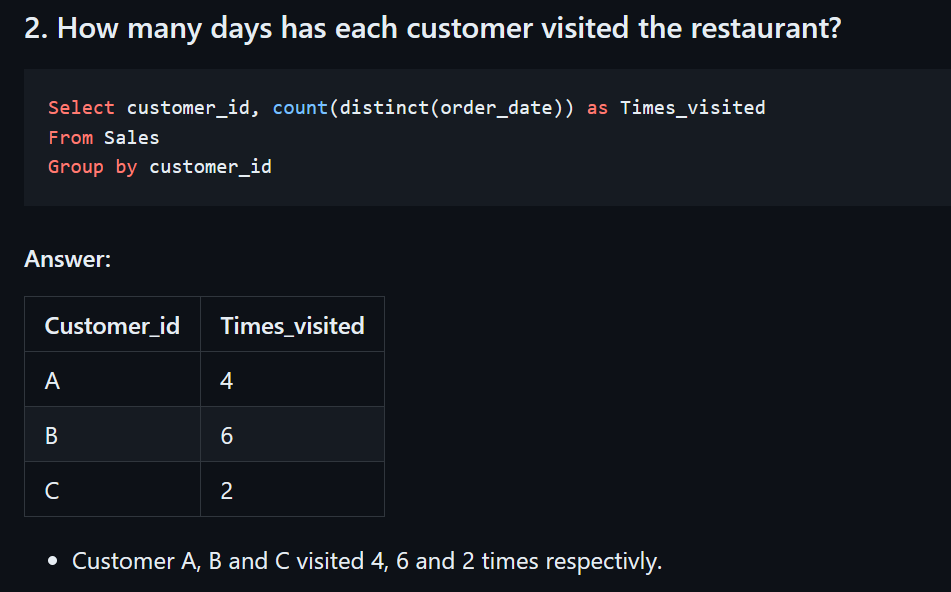 2. How many days has each customer visited the restaurant?
Select customer_id, count(distinct(order_date)) as Times_visited
From Sales
Group by customer_id
Answer:
Customer_id Times_visited
A 4
B 6
C 2
• Customer A, B and C visited 4, 6 and 2 times respectivly.